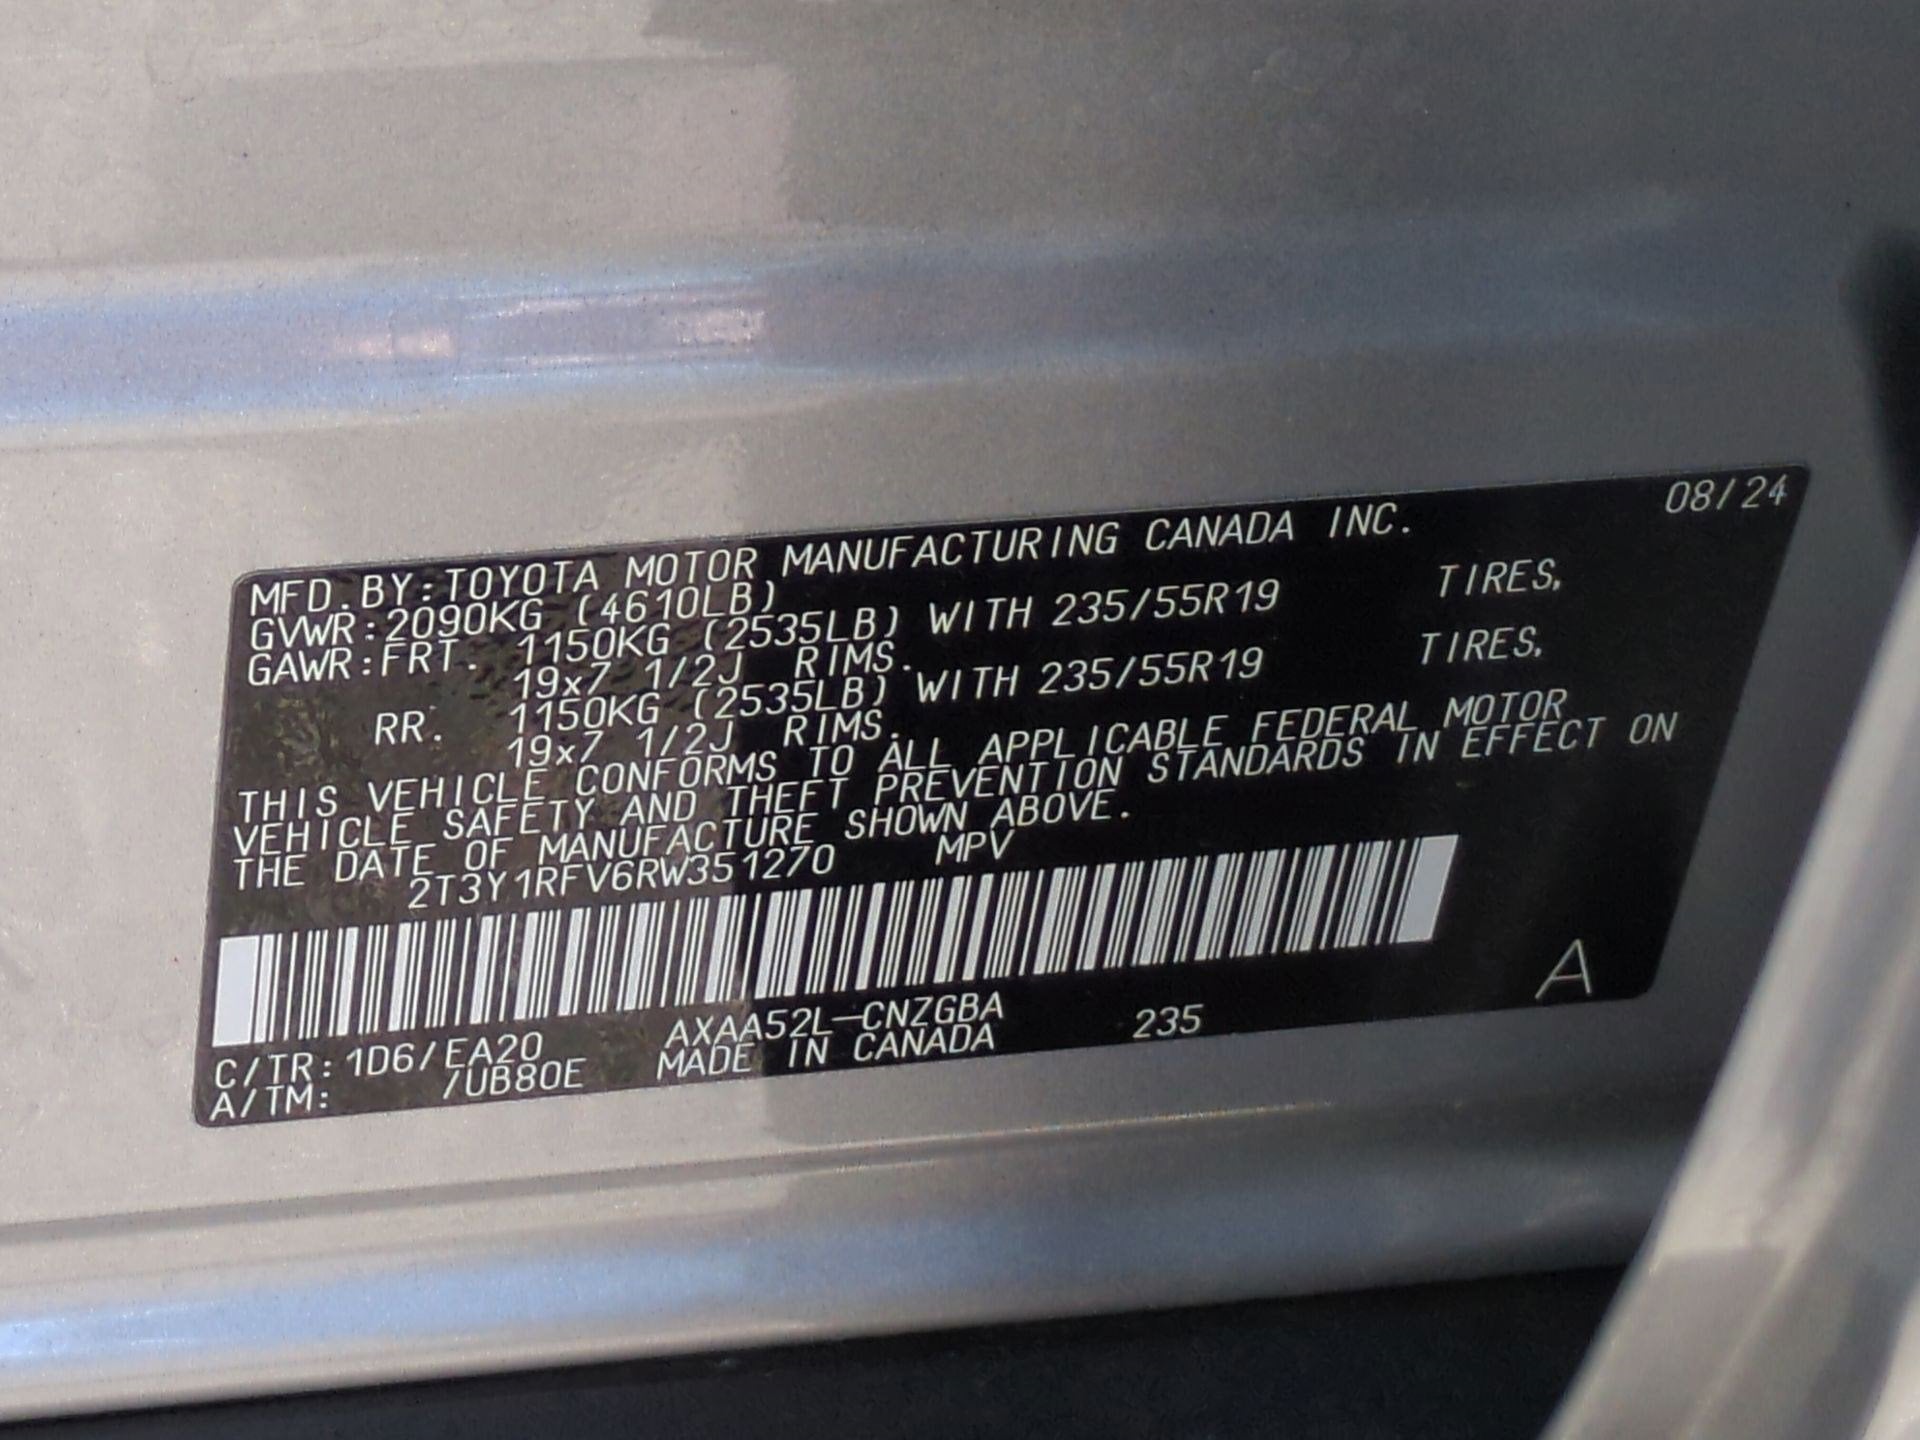 08/24
MFD. BY: TOYOTA MOTOR MANUFACTURING CANADA INC.
GVWR: 2090KG (4610LB)
GAWR: FRT. 1150KG (2535LB) WITH 235/55R19 TIRES,
19x7 1/2J RIMS.
RR. 1150KG (2535LB) WITH 235/55R19 TIRES,
19x7 1/2J RIMS.
THIS VEHICLE CONFORMS TO ALL APPLICABLE FEDERAL MOTOR
VEHICLE SAFETY AND THEFT PREVENTION STANDARDS IN EFFECT ON
THE DATE OF MANUFACTURE SHOWN ABOVE.
2T3Y1RFV6RW351270 MPV
A
C/TR: 1D6/EA20 AXAA52L-CNZGBA 235
A/TM: /UB80E MADE IN CANADA